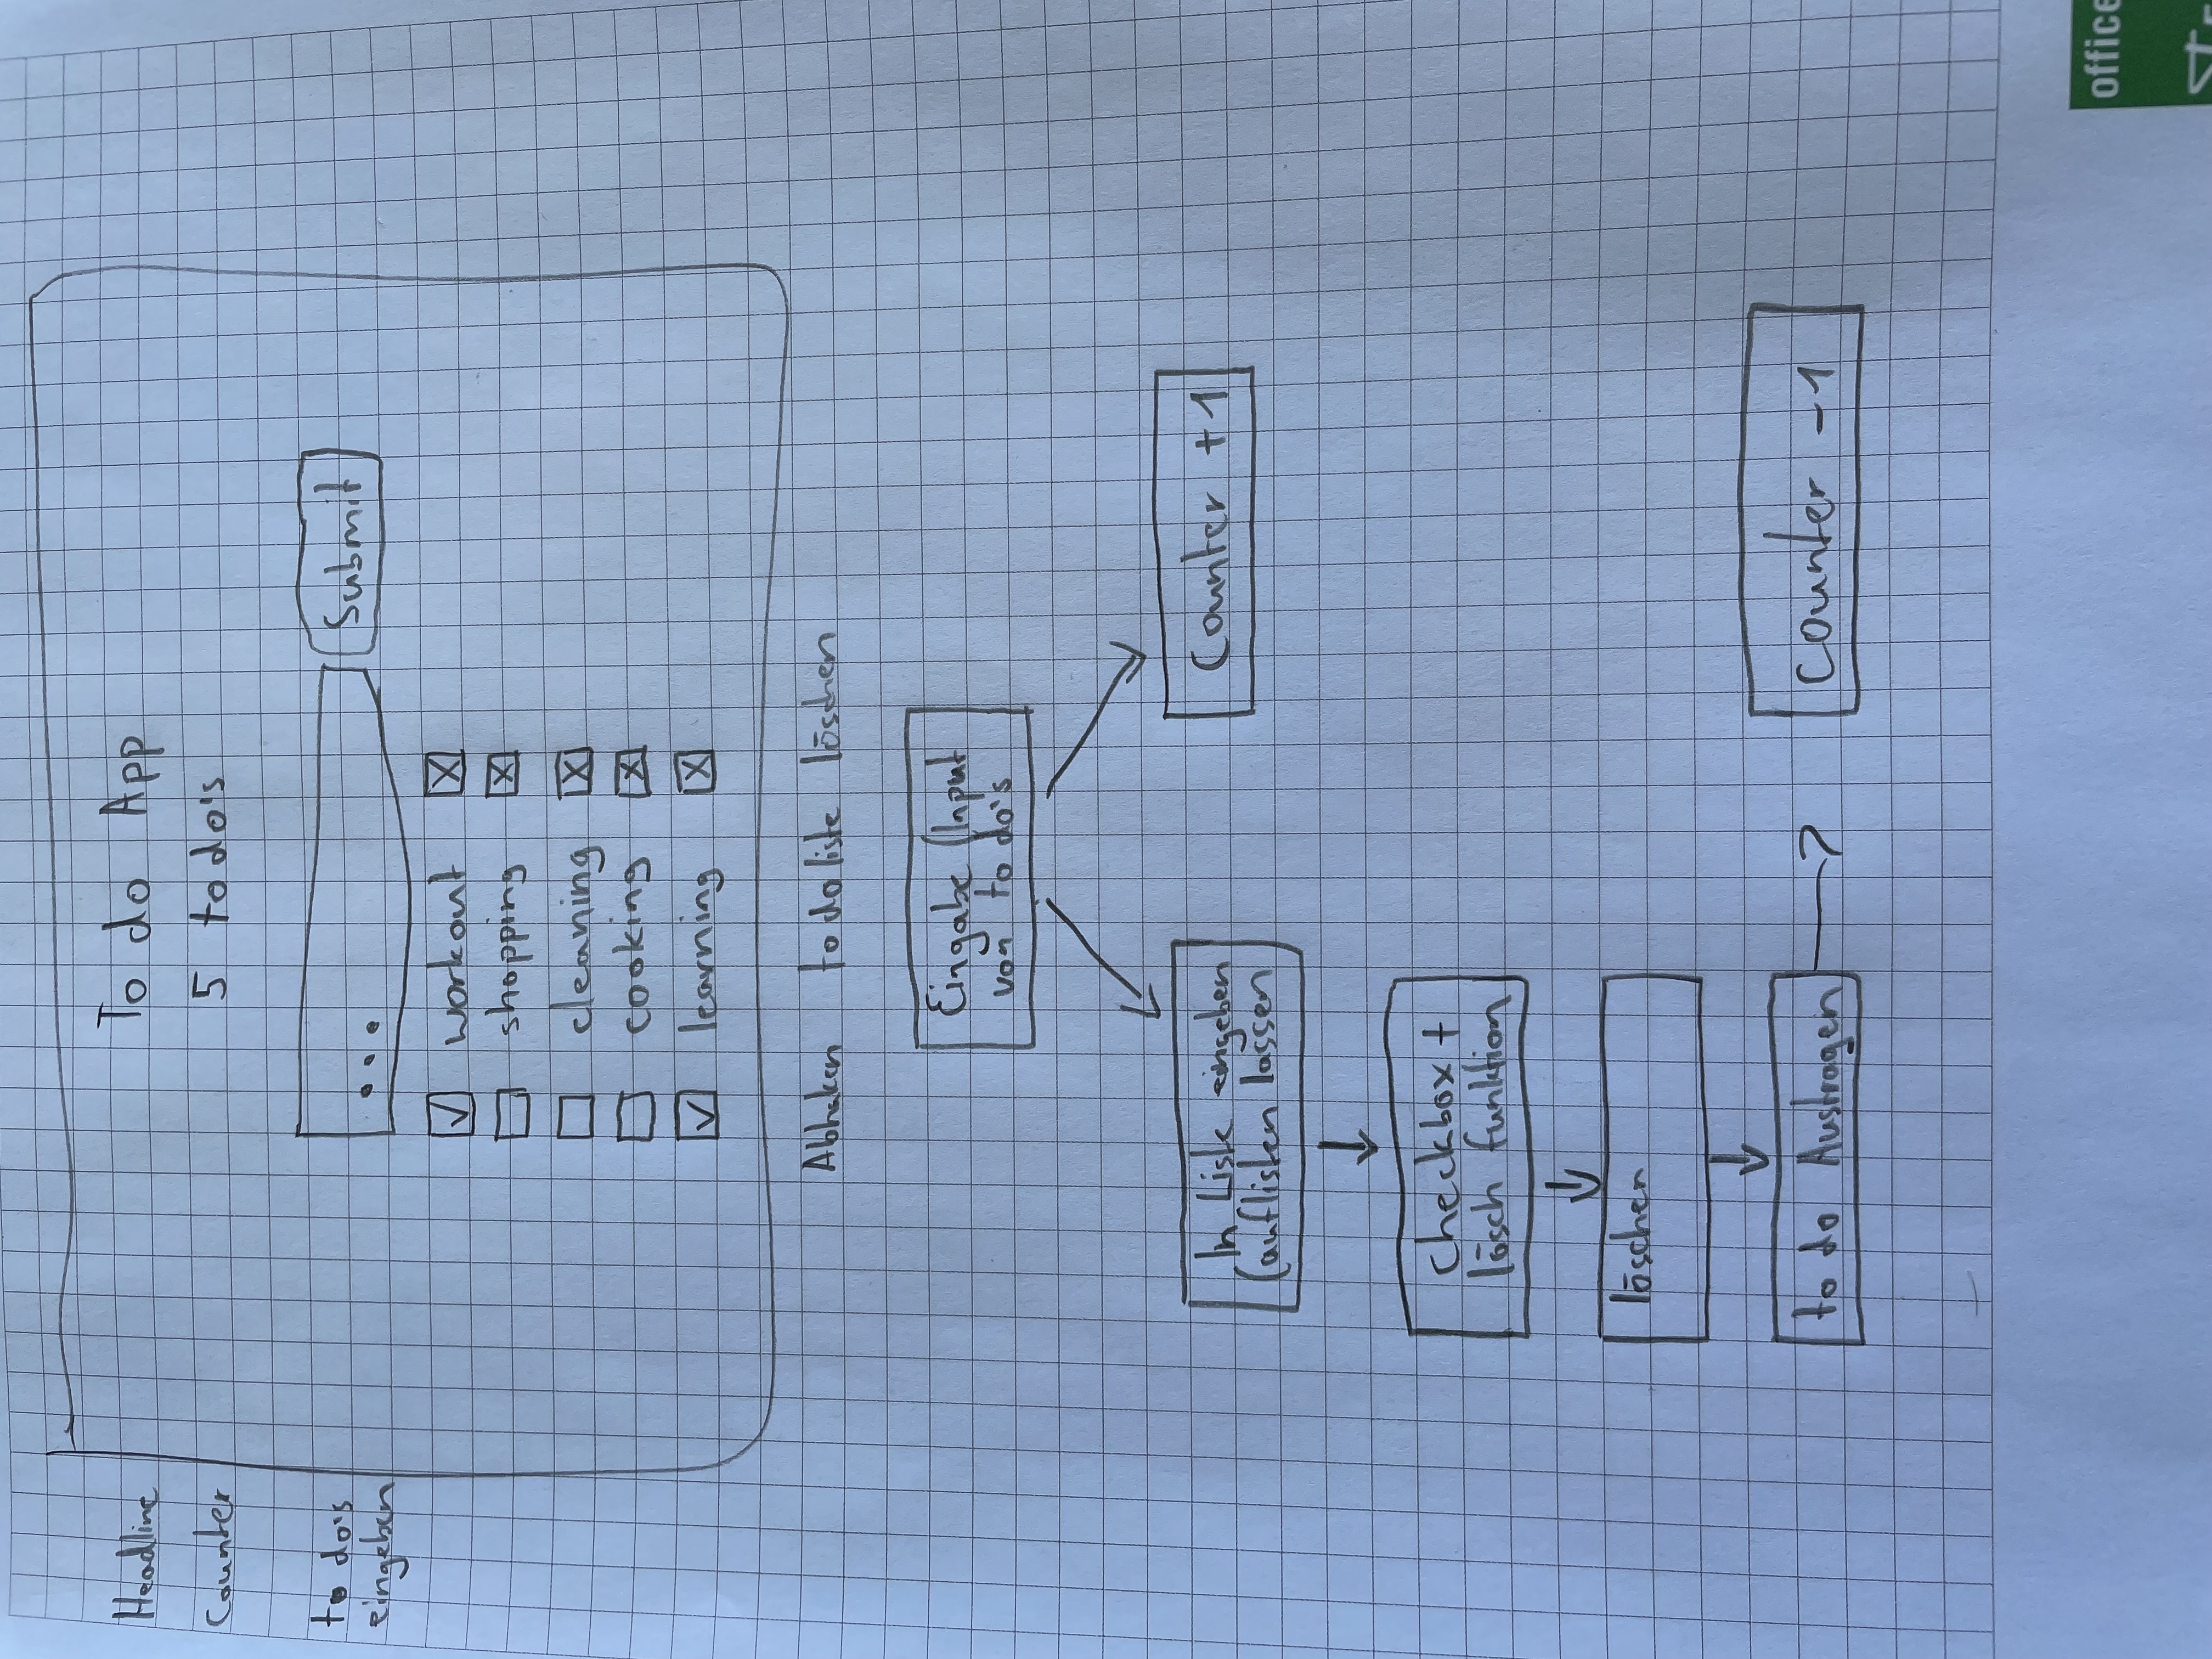 Headline
To do App
Counter
5 to do's
to do's
eingeben
...
Submit
workout
shopping
cleaning
cooking
learning
Abhaken to do liste löschen
Eingabe (Input
von to do's
In Liste eingeben
(auflisten lassen
Counter +1
checkbox +
lösch funktion
löschen
to do Austragen
counter -1
office